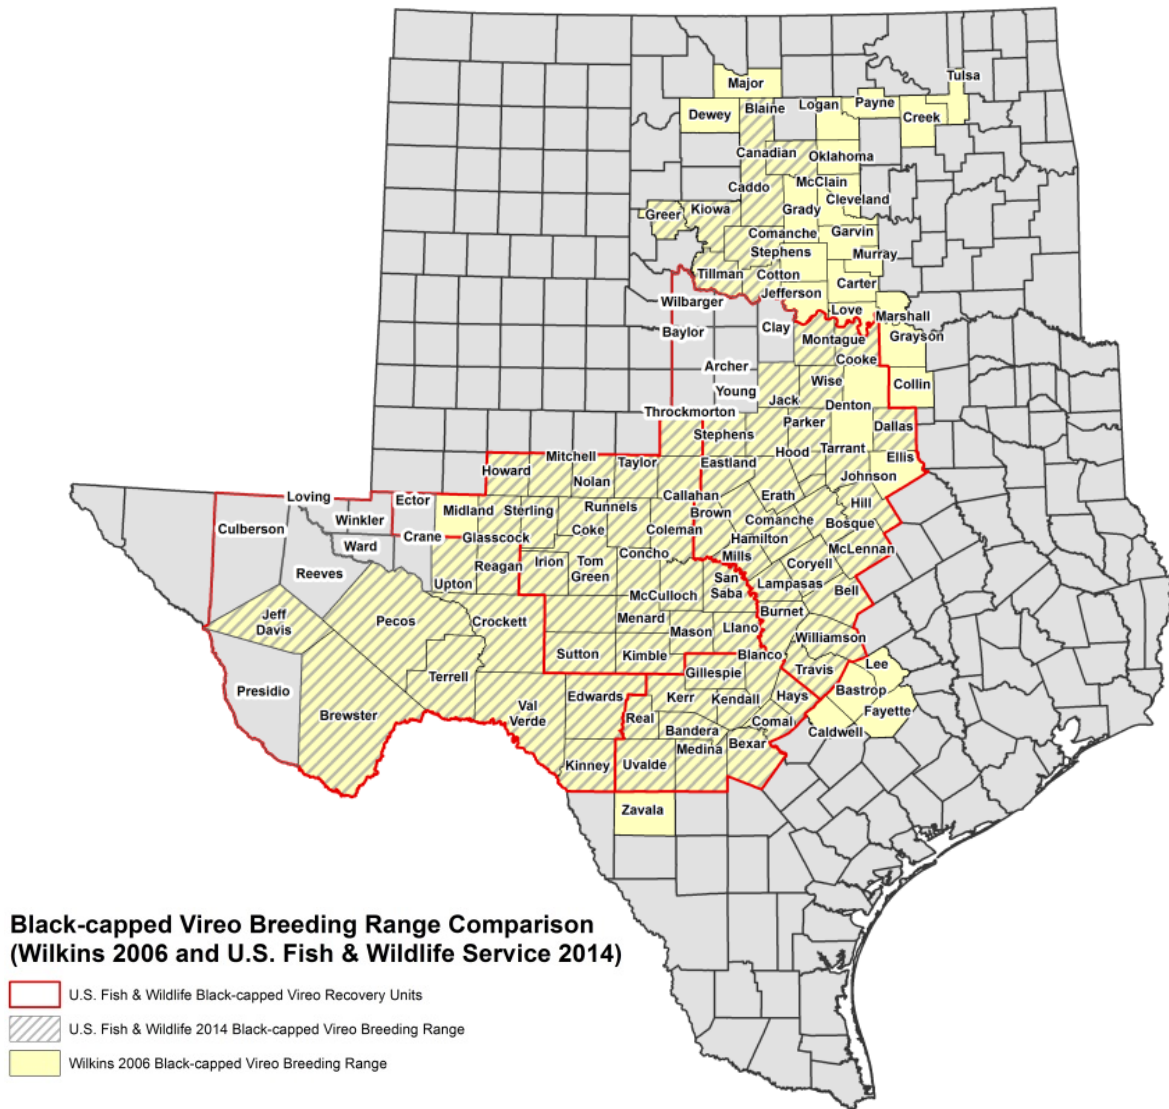 Major
Tulsa
Dewey
Blaine
Logan
Payne
Creek
Canadian
Oklahoma
Caddo
McClain
Cleveland
Greer
Kiowa
Grady
Comanche
Garvin
Stephens
Murray
Tillman
Cotton
Carter
Jefferson
Wilbarger
Love
Marshall
Baylor
Clay
Montague
Grayson
Cooke
Archer
Young
Wise
Collin
Jack
Denton
Throckmorton
Stephens
Parker
Dallas
Hood
Tarrant
Howard
Mitchell
Taylor
Eastland
Ellis
Nolan
Johnson
Loving
Ector
Callahan
Erath
Hill
Culberson
Winkler
Midland
Sterling
Runnels
Brown
Comanche
Bosque
Ward
Crane
Glasscock
Coke
Coleman
Hamilton
McLennan
Reeves
Upton
Reagan
Irion
Tom
Green
Concho
Mills
Coryell
San
Saba
Lampasas
Bell
Jeff
Davis
Pecos
Crockett
McCulloch
Menard
Burnet
Mason
Llano
Williamson
Presidio
Terrell
Sutton
Kimble
Blanco
Gillespie
Travis
Lee
Brewster
Val
Verde
Edwards
Kerr
Kendall
Hays
Bastrop
Real
Comal
Fayette
Bandera
Caldwell
Kinney
Uvalde
Medina
Bexar
Zavala
Black-capped Vireo Breeding Range Comparison
(Wilkins 2006 and U.S. Fish & Wildlife Service 2014)
U.S. Fish & Wildlife Black-capped Vireo Recovery Units
U.S. Fish & Wildlife 2014 Black-capped Vireo Breeding Range
Wilkins 2006 Black-capped Vireo Breeding Range